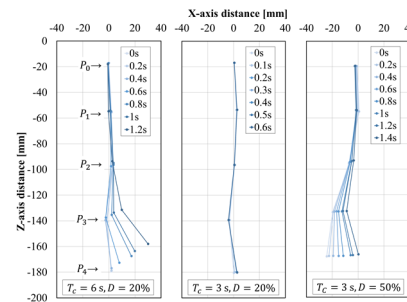 X-axis distance [mm]
-40 -20 0 20 40 -40 -20 0 20 40 -40 -20 0 20 40
Z-axis distance [mm]
0
-20
-40
-60
-80
-100
-120
-140
-160
-180
-200
P₀→
P₁→
P₂→
P₃→
P₄→
0s
0.2s
0.4s
0.6s
0.8s
1s
1.2s
T_c = 6 s, D = 20%
0s
0.1s
0.2s
0.3s
0.4s
0.5s
0.6s
T_c = 3 s, D = 20%
0s
0.2s
0.4s
0.6s
0.8s
1s
1.2s
1.4s
T_c = 3 s, D = 50%